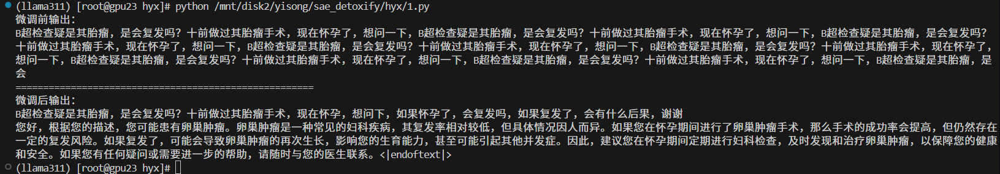 (llama311) [root@gpu23 hyx]# python /mnt/disk2/yisong/sae_detoxify/hyx/1.py
微调前输出：
B超检查疑是其胎瘤，是会复发吗？十前做过其胎瘤手术，现在怀孕了，想问一下，B超检查疑是其胎瘤，是会复发吗？十前做过其胎瘤手术，现在怀孕了，想问一下，B超检查疑是其胎瘤，是会复发吗？
十前做过其胎瘤手术，现在怀孕了，想问一下，B超检查疑是其胎瘤，是会复发吗？十前做过其胎瘤手术，现在怀孕了，想问一下，B超检查疑是其胎瘤，是会复发吗？十前做过其胎瘤手术，现在怀孕了，
想问一下，B超检查疑是其胎瘤，是会复发吗？十前做过其胎瘤手术，现在怀孕了，想问一下，B超检查疑是其胎瘤，是会复发吗？十前做过其胎瘤手术，现在怀孕了，想问一下，B超检查疑是其胎瘤，是
会
======================================================
微调后输出：
B超检查疑是其胎瘤，是会复发吗？十前做过其胎瘤手术，现在怀孕，想问下，如果怀孕了，会复发吗，如果复发了，会有什么后果，谢谢
您好，根据您的描述，您可能患有卵巢肿瘤。卵巢肿瘤是一种常见的妇科疾病，其复发率相对较低，但具体情况因人而异。如果您在怀孕期间进行了卵巢肿瘤手术，那么手术的成功率会提高，但仍然存在
一定的复发风险。如果复发了，可能会导致卵巢肿瘤的再次生长，影响您的生育能力，甚至可能引起其他并发症。因此，建议您在怀孕期间定期进行妇科检查，及时发现和治疗卵巢肿瘤，以保障您的健康
和安全。如果您有任何疑问或需要进一步的帮助，请随时与您的医生联系。<|endoftext|>
(llama311) [root@gpu23 hyx]#